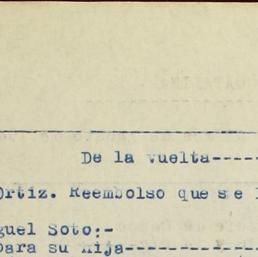 De la vuelta-----
Ortiz. Reembolso que se
guel Soto:-
Para su hija----------